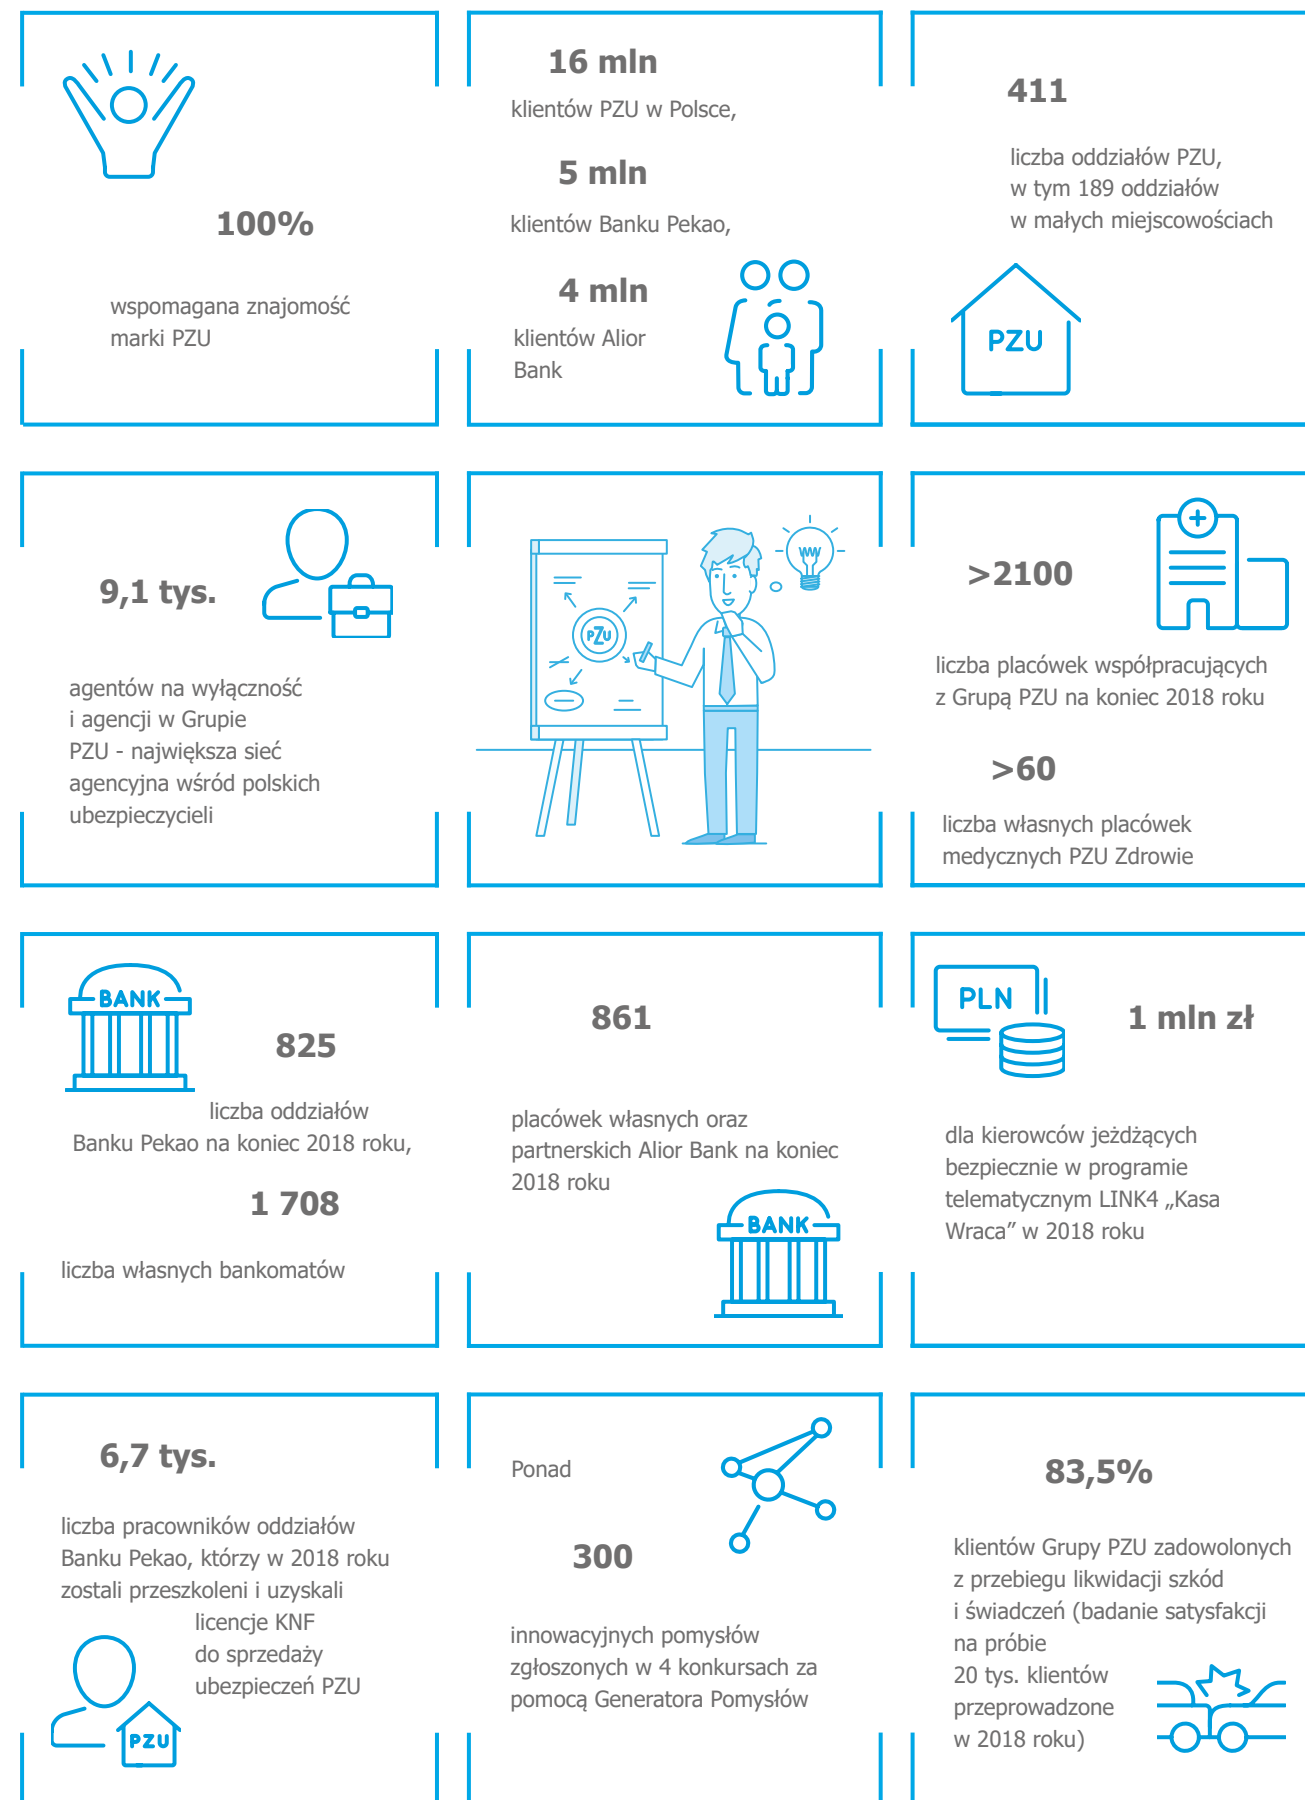 100%
wspomagana znajomość
marki PZU
16 mln
klientów PZU w Polsce,
5 mln
klientów Banku Pekao,
4 mln
klientów Alior
Bank
411
liczba oddziałów PZU,
w tym 189 oddziałów
w małych miejscowościach
PZU
9,1 tys.
agentów na wyłączność
i agencji w Grupie
PZU - największa sieć
agencyjna wśród polskich
ubezpieczycieli
PZU
>2100
liczba placówek współpracujących
z Grupą PZU na koniec 2018 roku
>60
liczba własnych placówek
medycznych PZU Zdrowie
BANK
825
liczba oddziałów
Banku Pekao na koniec 2018 roku,
1 708
liczba własnych bankomatów
861
placówek własnych oraz
partnerskich Alior Bank na koniec
2018 roku
BANK
PLN
1 mln zł
dla kierowców jeżdżących
bezpiecznie w programie
telematycznym LINK4 „Kasa
Wraca” w 2018 roku
6,7 tys.
liczba pracowników oddziałów
Banku Pekao, którzy w 2018 roku
zostali przeszkoleni i uzyskali
licencje KNF
do sprzedaży
ubezpieczeń PZU
PZU
Ponad
300
innowacyjnych pomysłów
zgłoszonych w 4 konkursach za
pomocą Generatora Pomysłów
83,5%
klientów Grupy PZU zadowolonych
z przebiegu likwidacji szkód
i świadczeń (badanie satysfakcji
na próbie
20 tys. klientów
przeprowadzone
w 2018 roku)